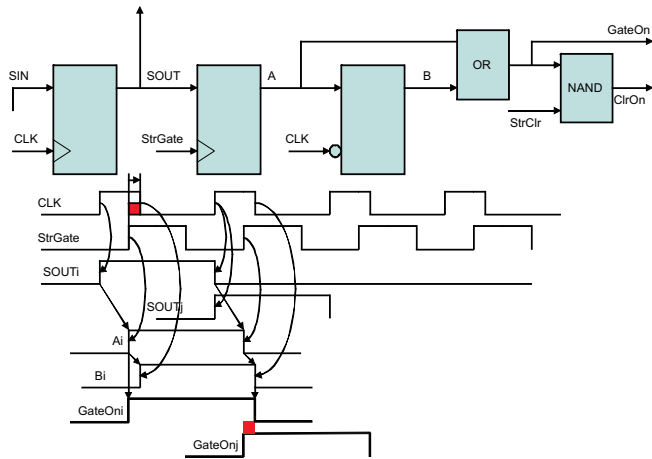 GateOn
SIN
SOUT
A
B
OR
NAND
ClrOn
StrClr
CLK
StrGate
CLK
CLK
StrGate
SOUTi
SOUTj
Ai
Bi
GateOni
GateOnj